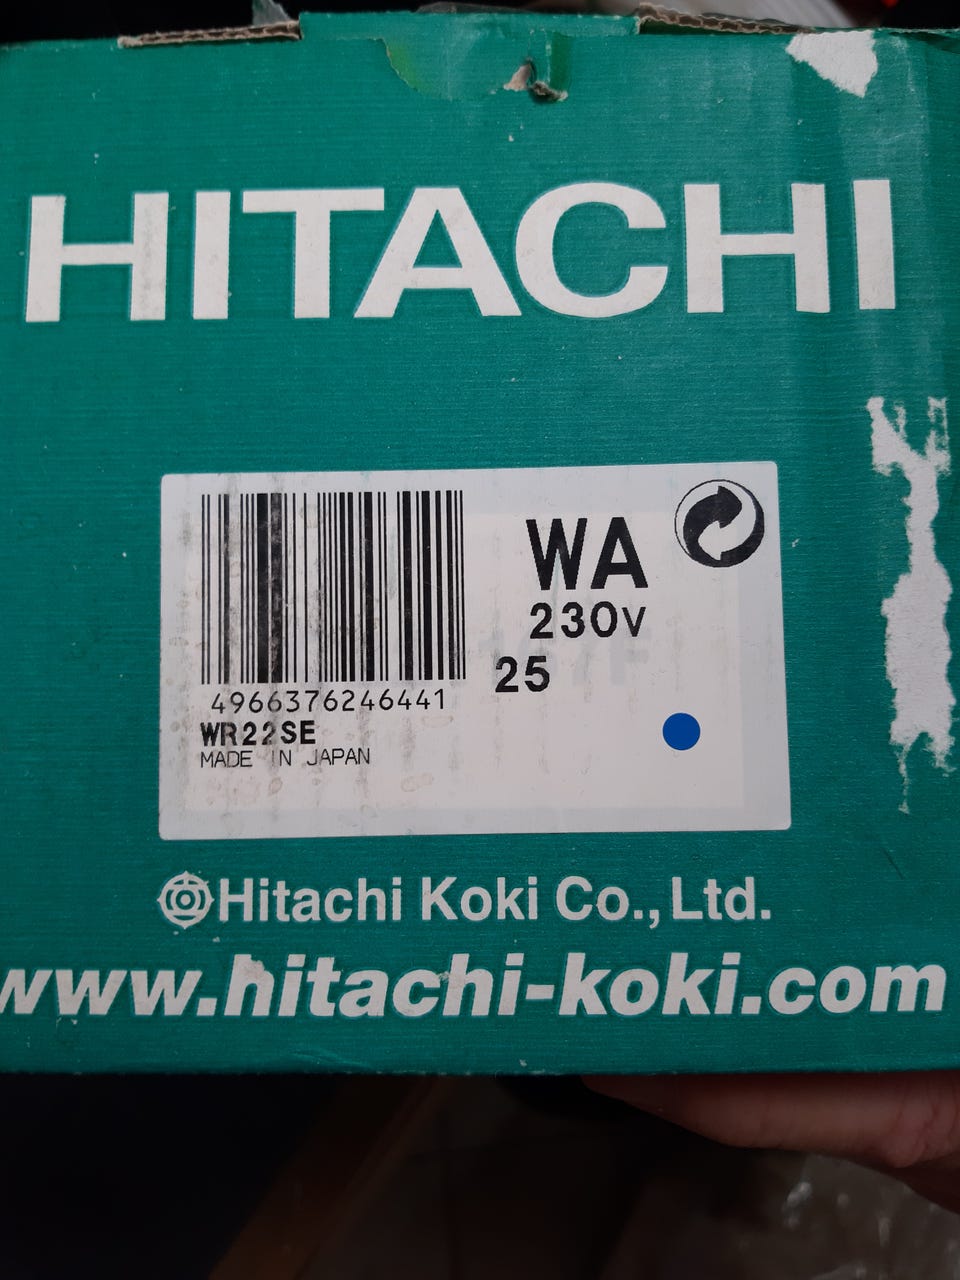 HITACHI
WA
230V
25
4966376246441
WR22SE
MADE IN JAPAN
Hitachi Koki Co., Ltd.
www.hitachi-koki.com